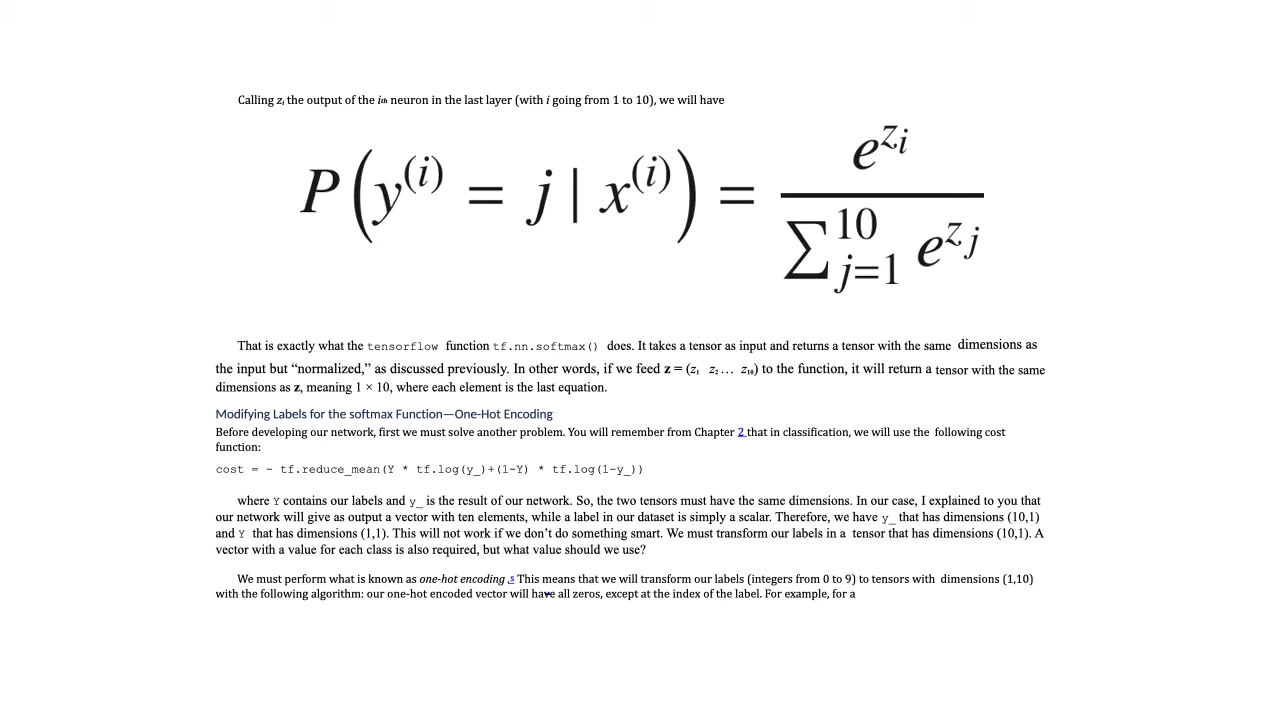 Calling zᵢ the output of the ith neuron in the last layer (with i going from 1 to 10), we will have
P(y^(i) = j | x^(i)) = e^{z_i} / ∑_{j=1}^{10} e^{z_j}
That is exactly what the tensorflow function tf.nn.softmax() does. It takes a tensor as input and returns a tensor with the same dimensions as
the input but “normalized,” as discussed previously. In other words, if we feed z = (z₁ z₂… z₁₀) to the function, it will return a tensor with the same
dimensions as z, meaning 1 × 10, where each element is the last equation.
Modifying Labels for the softmax Function—One-Hot Encoding
Before developing our network, first we must solve another problem. You will remember from Chapter 2 that in classification, we will use the following cost
function:
cost = - tf.reduce_mean(Y * tf.log(y_)+(1-Y) * tf.log(1-y_))
where Y contains our labels and y_ is the result of our network. So, the two tensors must have the same dimensions. In our case, I explained to you that
our network will give as output a vector with ten elements, while a label in our dataset is simply a scalar. Therefore, we have y_ that has dimensions (10,1)
and Y that has dimensions (1,1). This will not work if we don’t do something smart. We must transform our labels in a tensor that has dimensions (10,1). A
vector with a value for each class is also required, but what value should we use?
We must perform what is known as one-hot encoding .5 This means that we will transform our labels (integers from 0 to 9) to tensors with dimensions (1,10)
with the following algorithm: our one-hot encoded vector will have all zeros, except at the index of the label. For example, for a